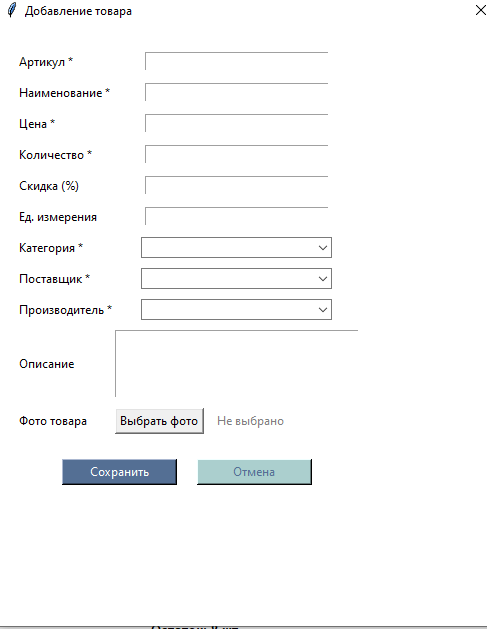 Добавление товара
Артикул *
Наименование *
Цена *
Количество *
Скидка (%)
Ед. измерения
Категория *
Поставщик *
Производитель *
Описание
Фото товара Выбрать фото Не выбрано
Сохранить Отмена